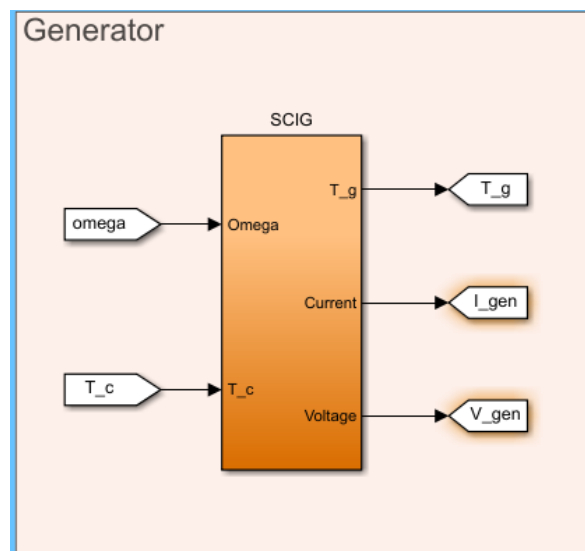 Generator
SCIG
omega
Omega
T_g
T_g
Current
I_gen
T_c
T_c
Voltage
V_gen